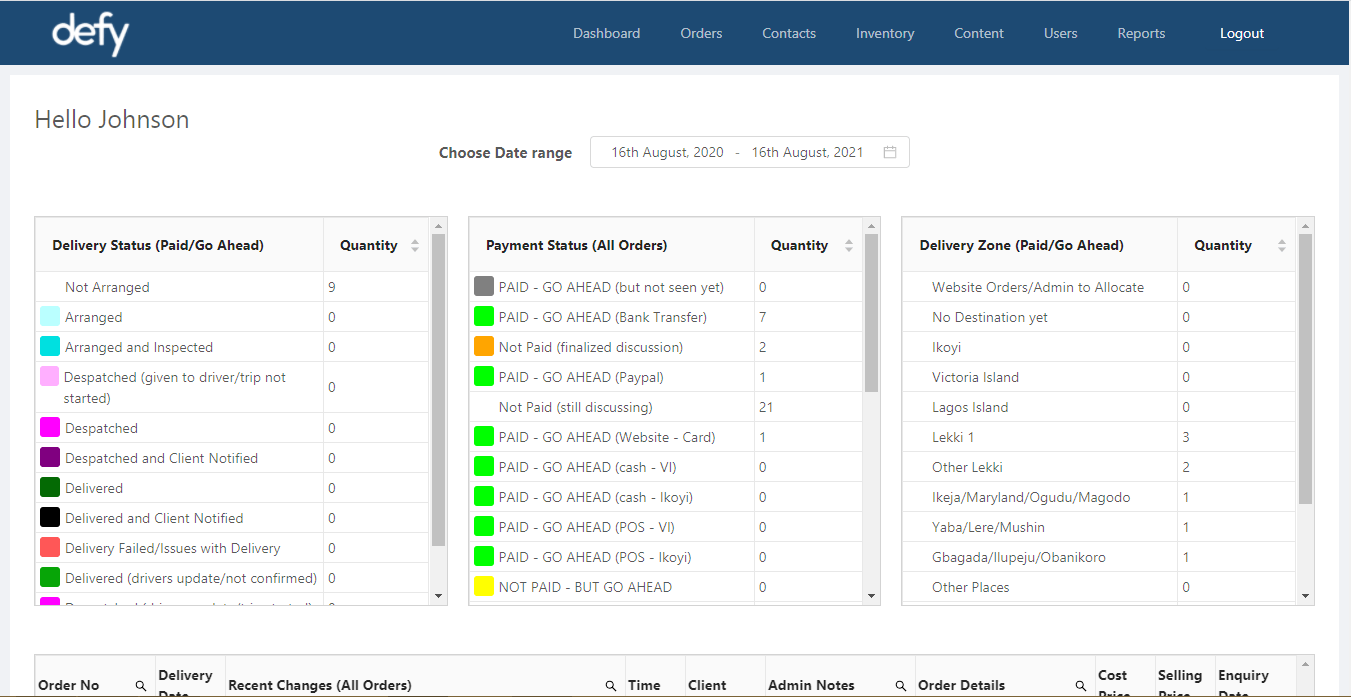 defy
Dashboard Orders Contacts Inventory Content Users Reports Logout
Hello Johnson
Choose Date range 16th August, 2020 - 16th August, 2021
Delivery Status (Paid/Go Ahead) Quantity
Not Arranged 9
Arranged 0
Arranged and Inspected 0
Despatched (given to driver/trip not
started) 0
Despatched 0
Despatched and Client Notified 0
Delivered 0
Delivered and Client Notified 0
Delivery Failed/Issues with Delivery 0
Delivered (drivers update/not confirmed) 0
Payment Status (All Orders) Quantity
PAID - GO AHEAD (but not seen yet) 0
PAID - GO AHEAD (Bank Transfer) 7
Not Paid (finalized discussion) 2
PAID - GO AHEAD (Paypal) 1
Not Paid (still discussing) 21
PAID - GO AHEAD (Website - Card) 1
PAID - GO AHEAD (cash - VI) 0
PAID - GO AHEAD (cash - Ikoyi) 0
PAID - GO AHEAD (POS - VI) 0
PAID - GO AHEAD (POS - Ikoyi) 0
NOT PAID - BUT GO AHEAD 0
Delivery Zone (Paid/Go Ahead) Quantity
Website Orders/Admin to Allocate 0
No Destination yet 0
Ikoyi 0
Victoria Island 0
Lagos Island 0
Lekki 1 3
Other Lekki 2
Ikeja/Maryland/Ogudu/Magodo 1
Yaba/Lere/Mushin 1
Gbagada/Ilupeju/Obanikoro 1
Other Places 0
Order No
Delivery
Date
Recent Changes (All Orders)
Time
Client
Admin Notes
Order Details
Cost
Price
Selling
Price
Enquiry
Date